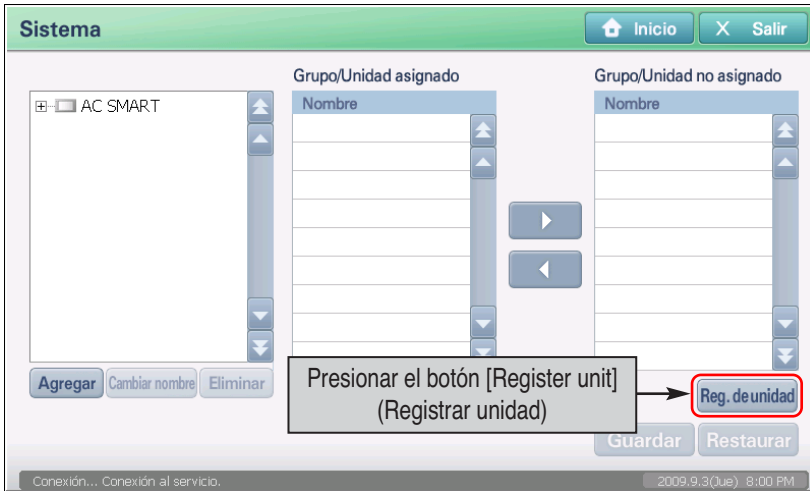 Sistema
Inicio
X Salir
Grupo/Unidad asignado
Grupo/Unidad no asignado
AC SMART
Nombre
Nombre
Agregar
Cambiar nombre
Eliminar
Presionar el botón [Register unit]
(Registrar unidad)
Reg. de unidad
Guardar
Restaurar
Conexión... Conexión al servicio.
2009.9.3(Jue) 8:00 PM